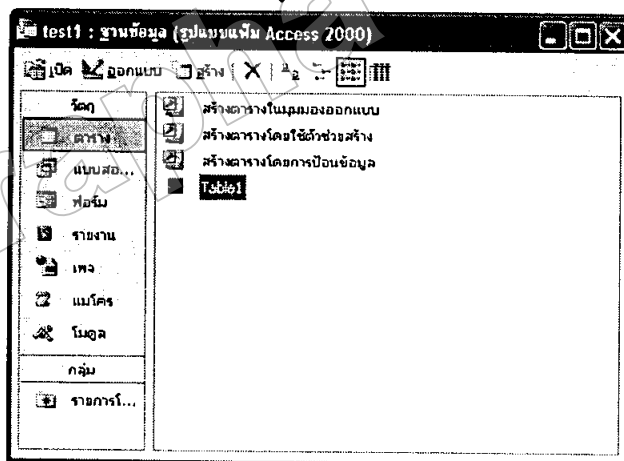 test1 : ฐานข้อมูล (รูปแบบแฟ้ม Access 2000)
เปิด ออกแบบ สร้าง
วัตถุ
ตาราง
แบบสอ...
ฟอร์ม
รายงาน
เพจ
แมโคร
โมดูล
กลุ่ม
รายการโ...
สร้างตารางในมุมมองออกแบบ
สร้างตารางโดยใช้ตัวช่วยสร้าง
สร้างตารางโดยการป้อนข้อมูล
Table1